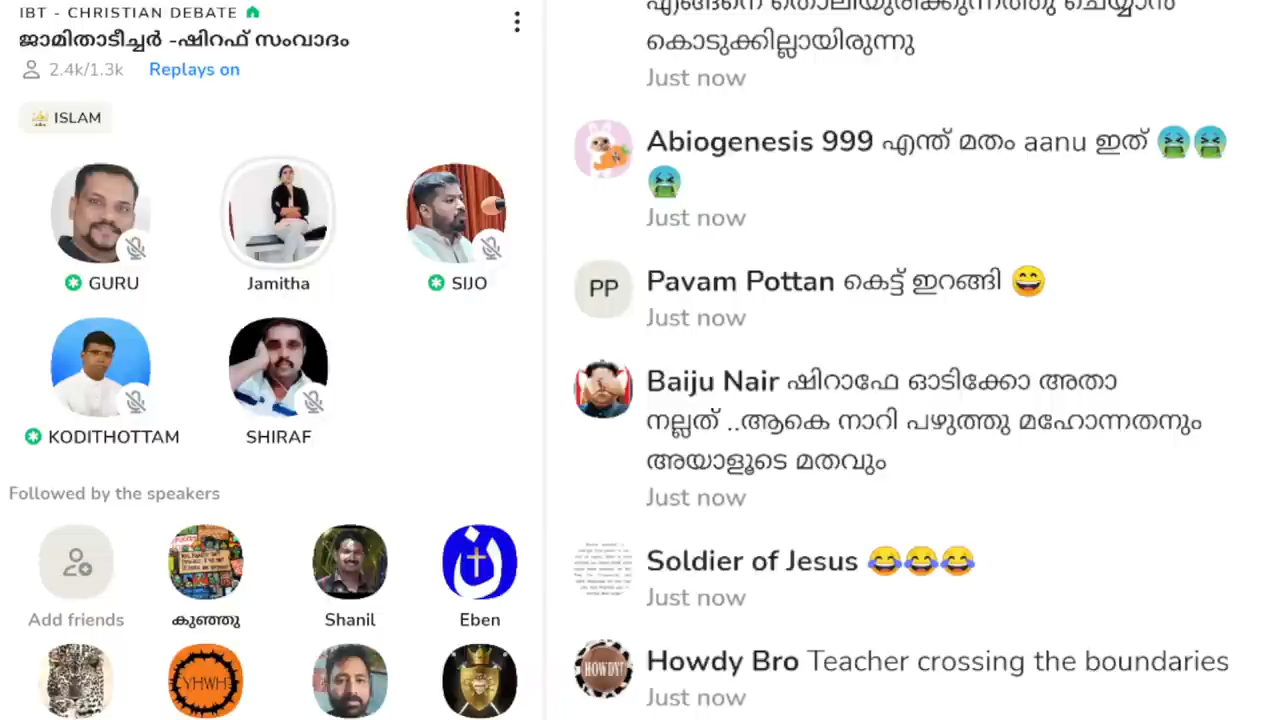 IBT - CHRISTIAN DEBATE
ജാമിതാടീച്ചർ -ഷിറഫ് സംവാദം
2.4k/1.3k Replays on
ISLAM
GURU
Jamitha
SIJO
KODITHOTTAM
SHIRAF
Followed by the speakers
Add friends
കുഞ്ഞു
Shanil
Eben
YHWH
എങ്ങനെ തൊലിയുരിക്കുന്നത്തു ചെയ്യാൻ
കൊടുക്കില്ലായിരുന്നു
Just now
Abiogenesis 999 എന്ത് മതം aanu ഇത് 🤮🤮
🤮
Just now
PP
Pavam Pottan കെട്ട് ഇറങ്ങി 😄
Just now
Baiju Nair ഷിറാഫേ ഓടിക്കോ അതാ
നല്ലത് ..ആകെ നാറി പഴുത്തു മഹോന്നതനും
അയാളൂടെ മതവും
Just now
Soldier of Jesus 😂😂😂
Just now
HOWDY!
Howdy Bro Teacher crossing the boundaries
Just now